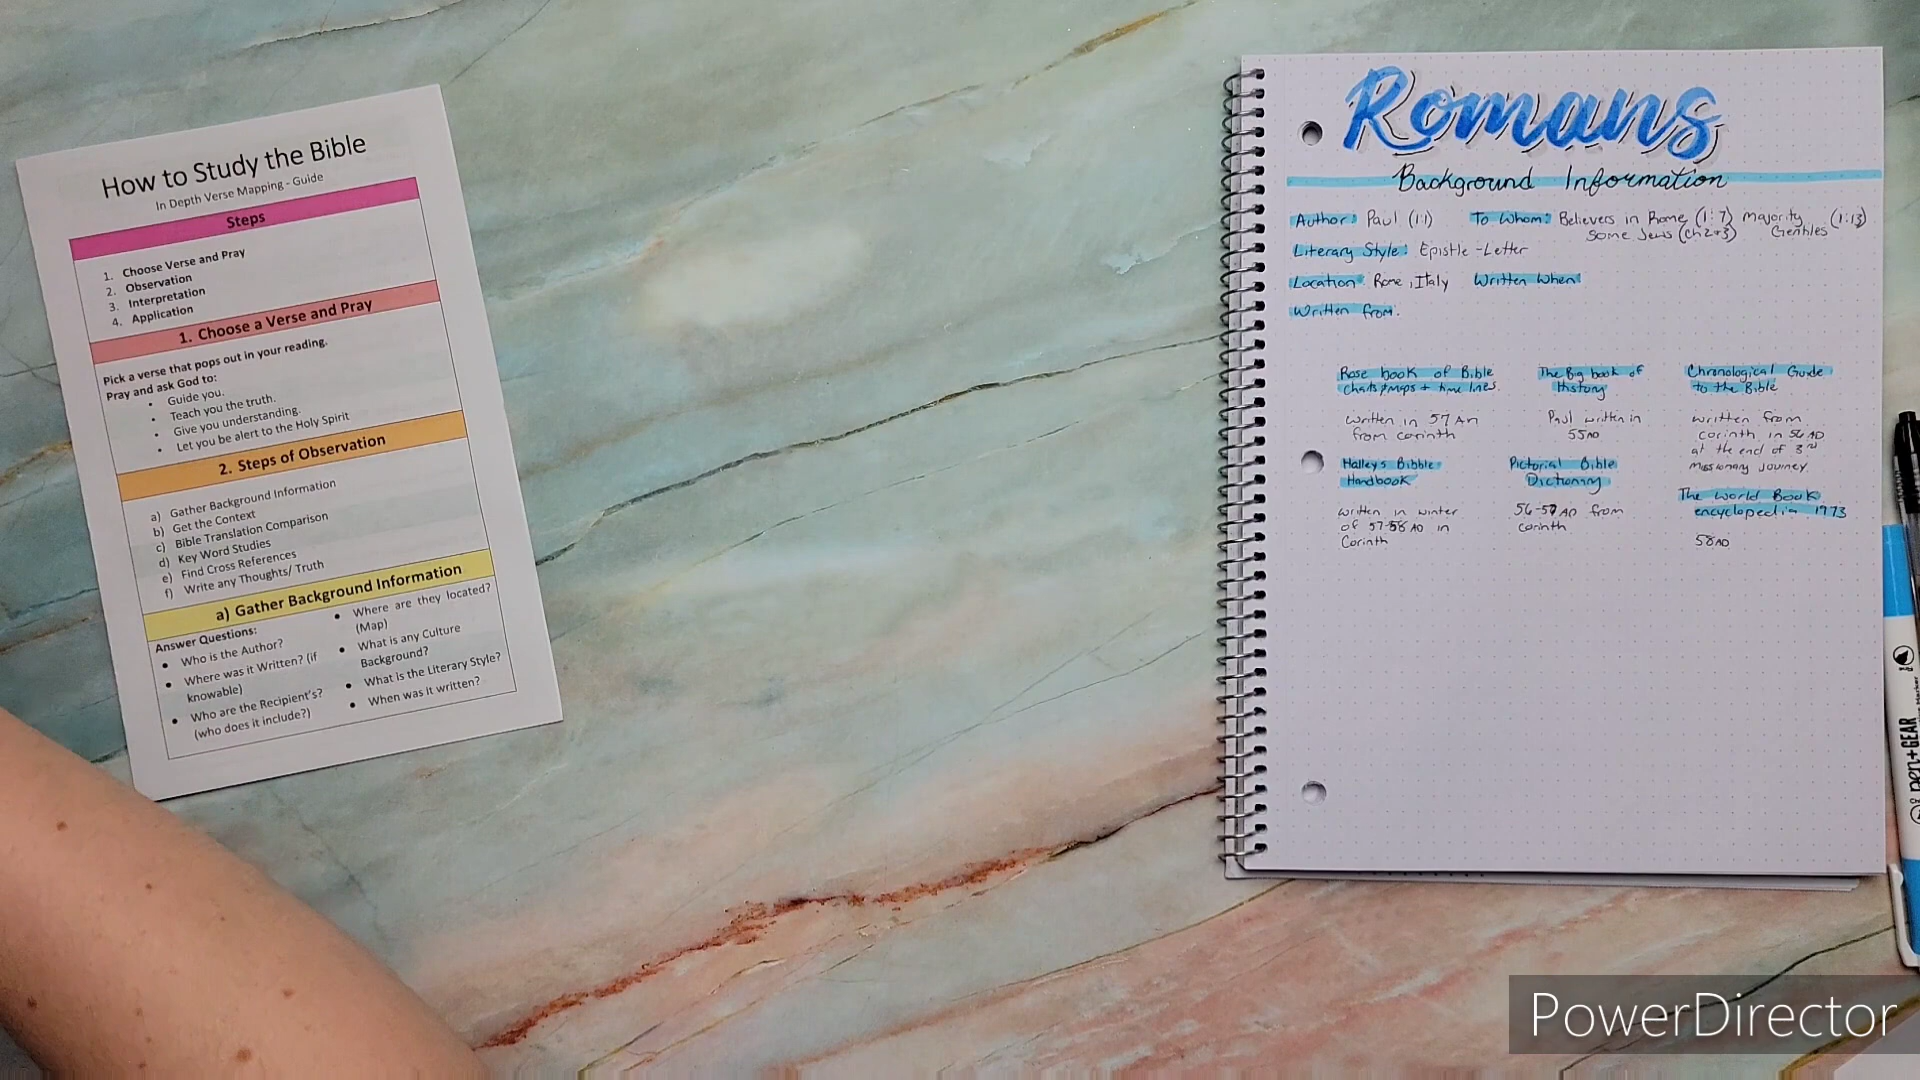 How to Study the Bible
In Depth Verse Mapping - Guide
Steps
1. Choose Verse and Pray
2. Observation
3. Interpretation
4. Application
1. Choose a Verse and Pray
Pick a verse that pops out in your reading.
Pray and ask God to:
• Guide you.
• Teach you the truth.
• Give you understanding.
• Let you be alert to the Holy Spirit
2. Steps of Observation
a) Gather Background Information
b) Get the Context
c) Bible Translation Comparison
d) Key Word Studies
e) Find Cross References
f) Write any Thoughts/ Truth
a) Gather Background Information
Answer Questions:
• Who is the Author?
• Where was it Written? (if
knowable)
• Who are the Recipient's?
(who does it include?)
• Where are they located?
(Map)
• What is any Culture
Background?
• What is the Literary Style?
• When was it written?
Romans
Background Information
Author: Paul (1:1) To Whom: Believers in Rome (1:7) Majority (1:13)
Some Jews (ch2+3) Gentiles
Literary Style: Epistle - Letter
Location: Rome, Italy Written When:
Written from:
Rose book of Bible
charts, maps + time lines.
written in 57 AD
from corinth
The Big book of
History
Paul written in
55AD
Chronological Guide
to the Bible
written from
corinth in 56 AD
at the end of 3rd
missionary journey.
Halleys Bibble
Handbook
written in winter
of 57-58 AD in
Corinth
Pictorial Bible
Dictionary
56-57 AD from
corinth
The World Book
encyclopedia 1973
58AD
Pen+GEAR
PowerDirector